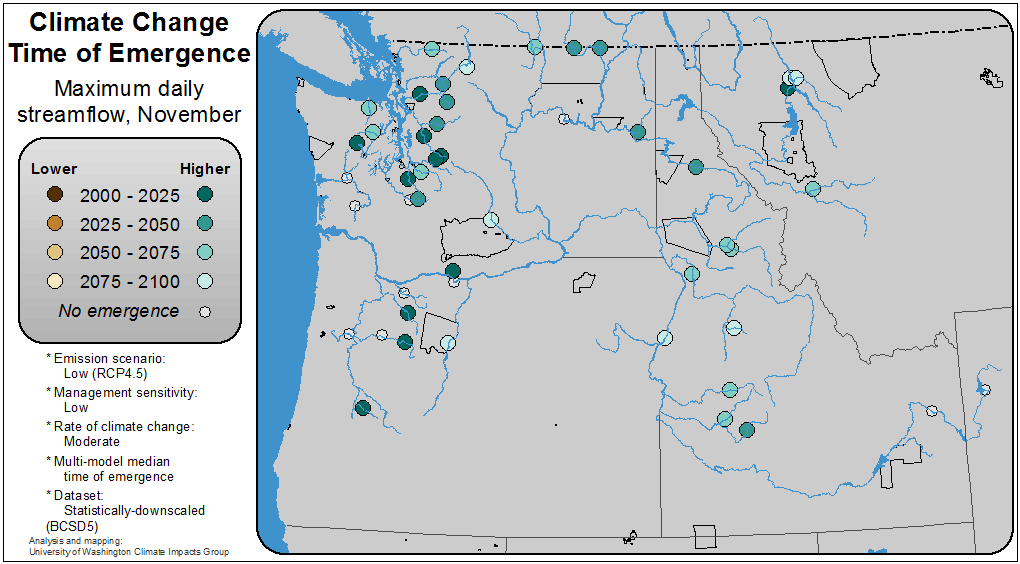 Climate Change
Time of Emergence
Maximum daily
streamflow, November
Lower Higher
2000 - 2025
2025 - 2050
2050 - 2075
2075 - 2100
No emergence
* Emission scenario:
Low (RCP4.5)
* Management sensitivity:
Low
* Rate of climate change:
Moderate
* Multi-model median
time of emergence
* Dataset:
Statistically-downscaled
(BCSD5)
Analysis and mapping:
University of Washington Climate Impacts Group